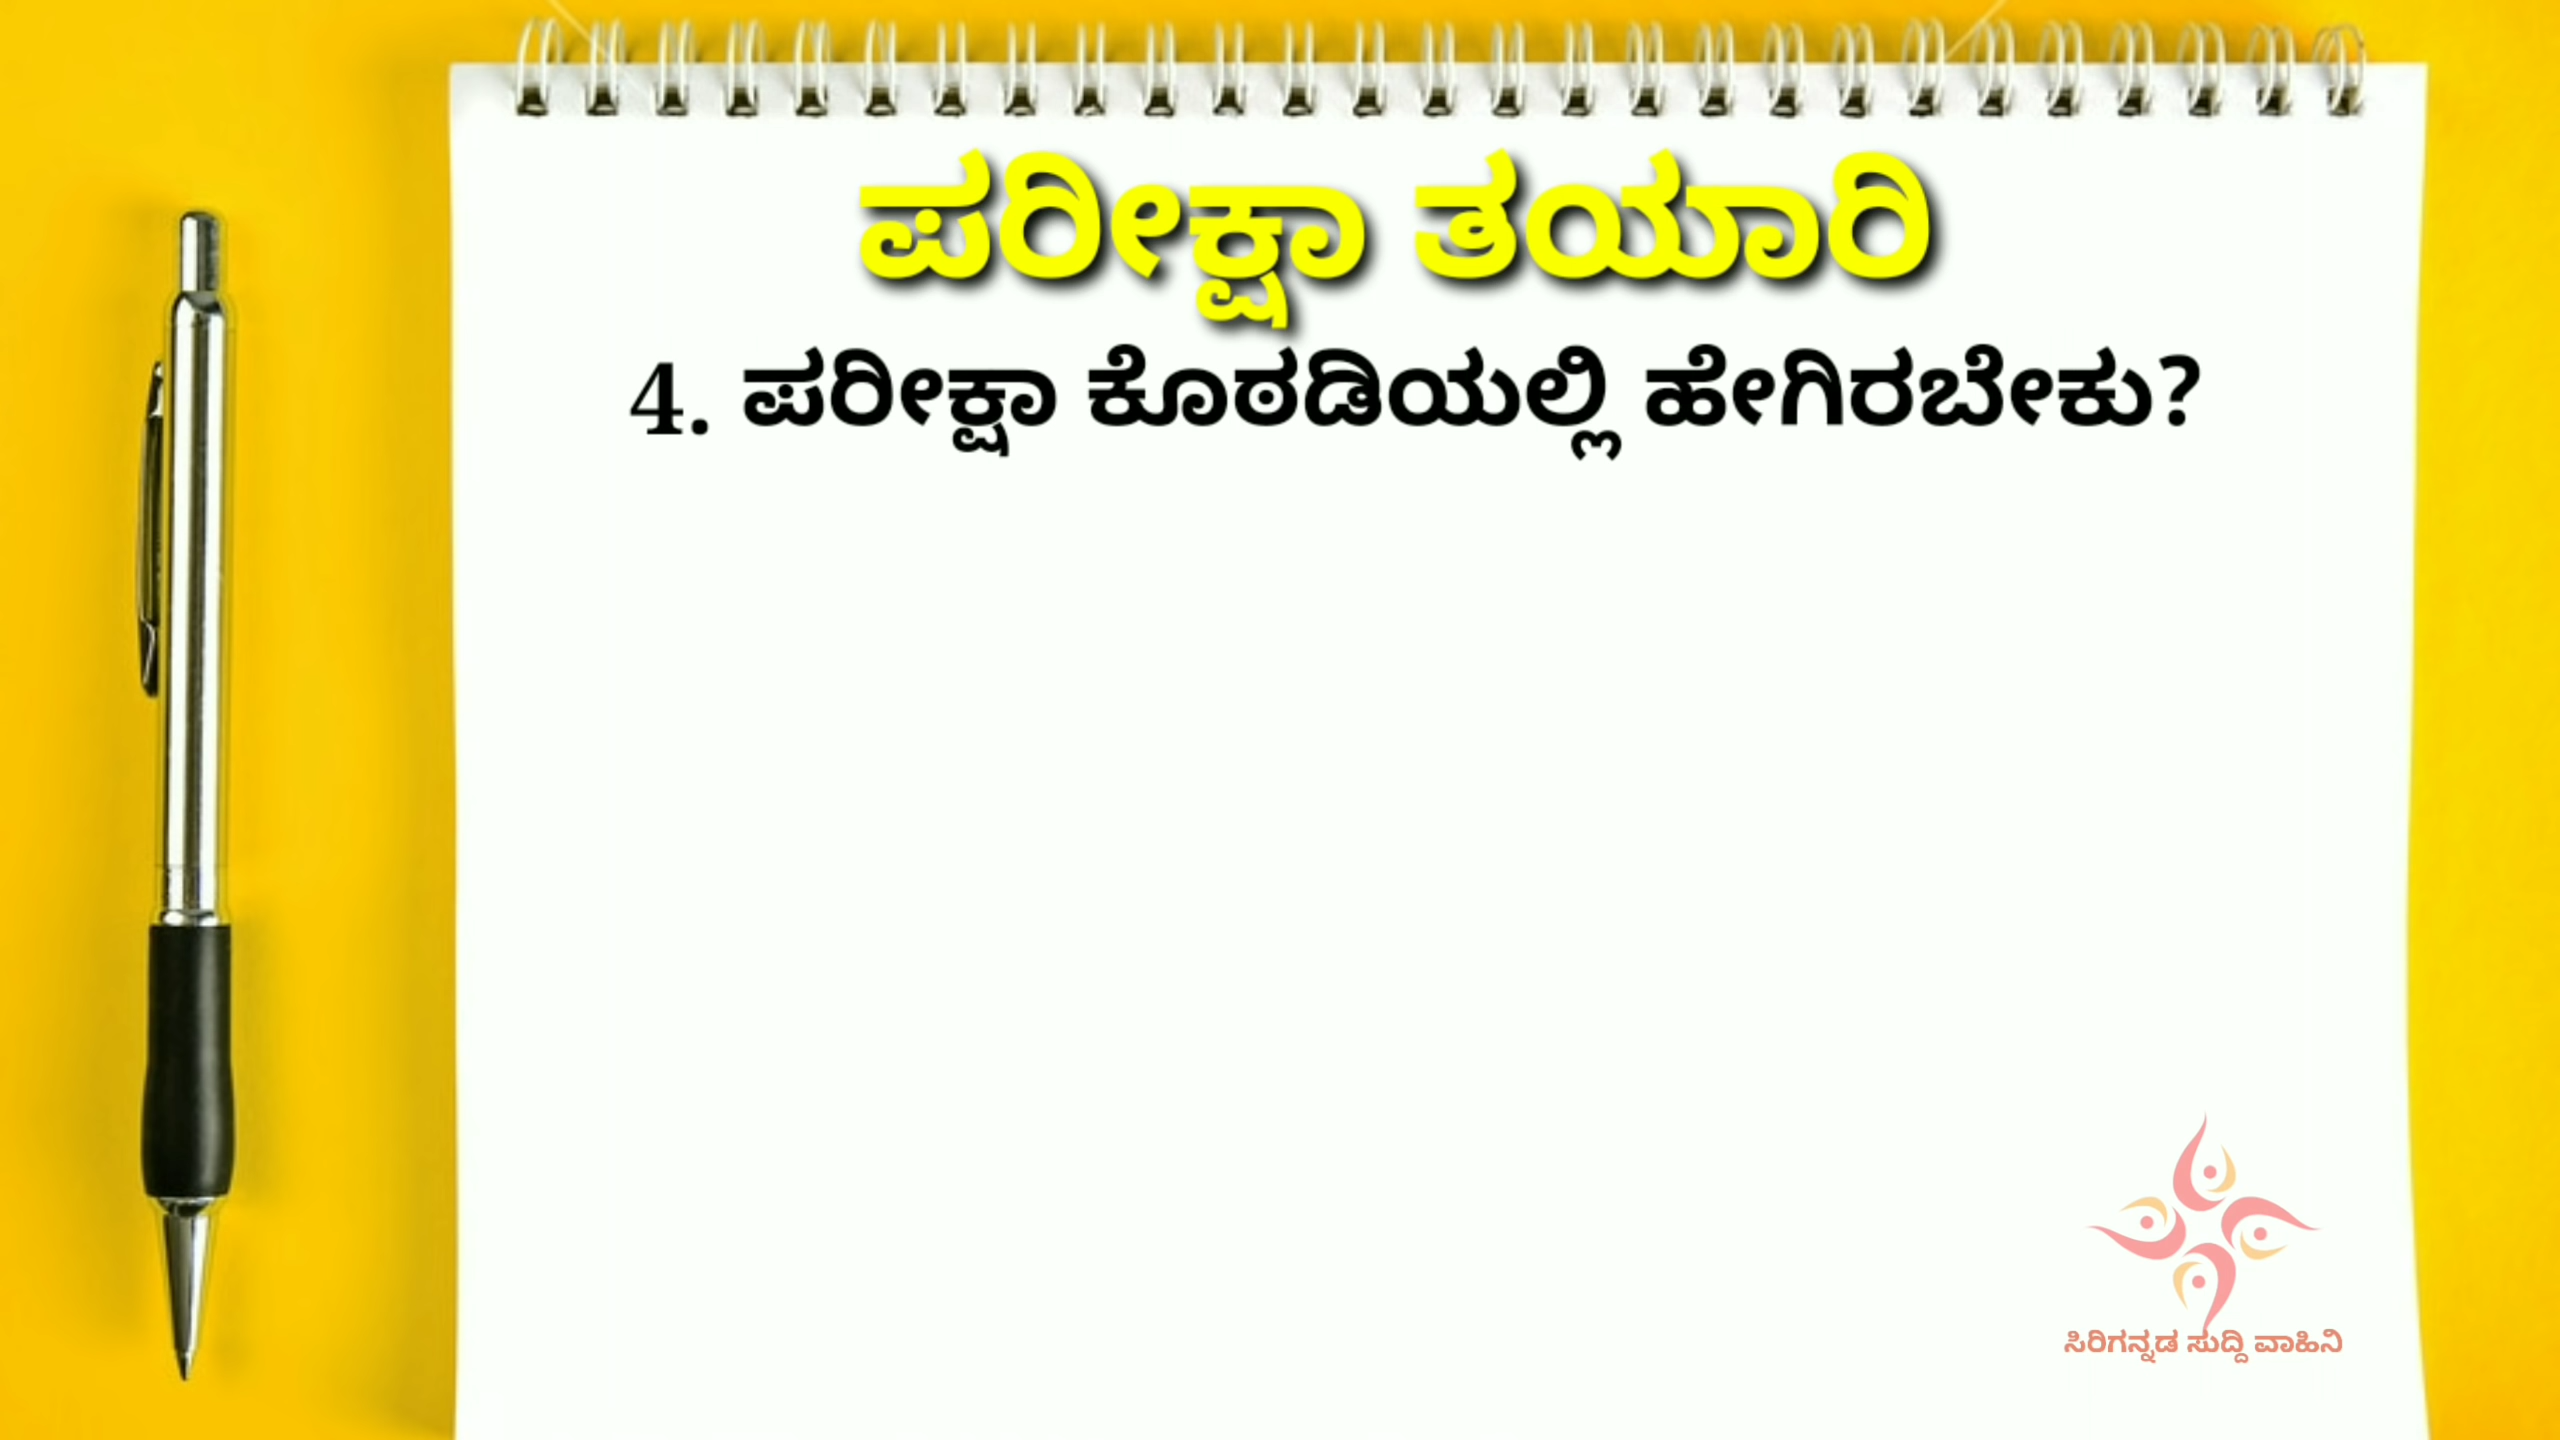 ಪರೀಕ್ಷಾ ತಯಾರಿ
4. ಪರೀಕ್ಷಾ ಕೊಠಡಿಯಲ್ಲಿ ಹೇಗಿರಬೇಕು?
ಸಿರಿಗನ್ನಡ ಸುದ್ದಿ ವಾಹಿನಿ